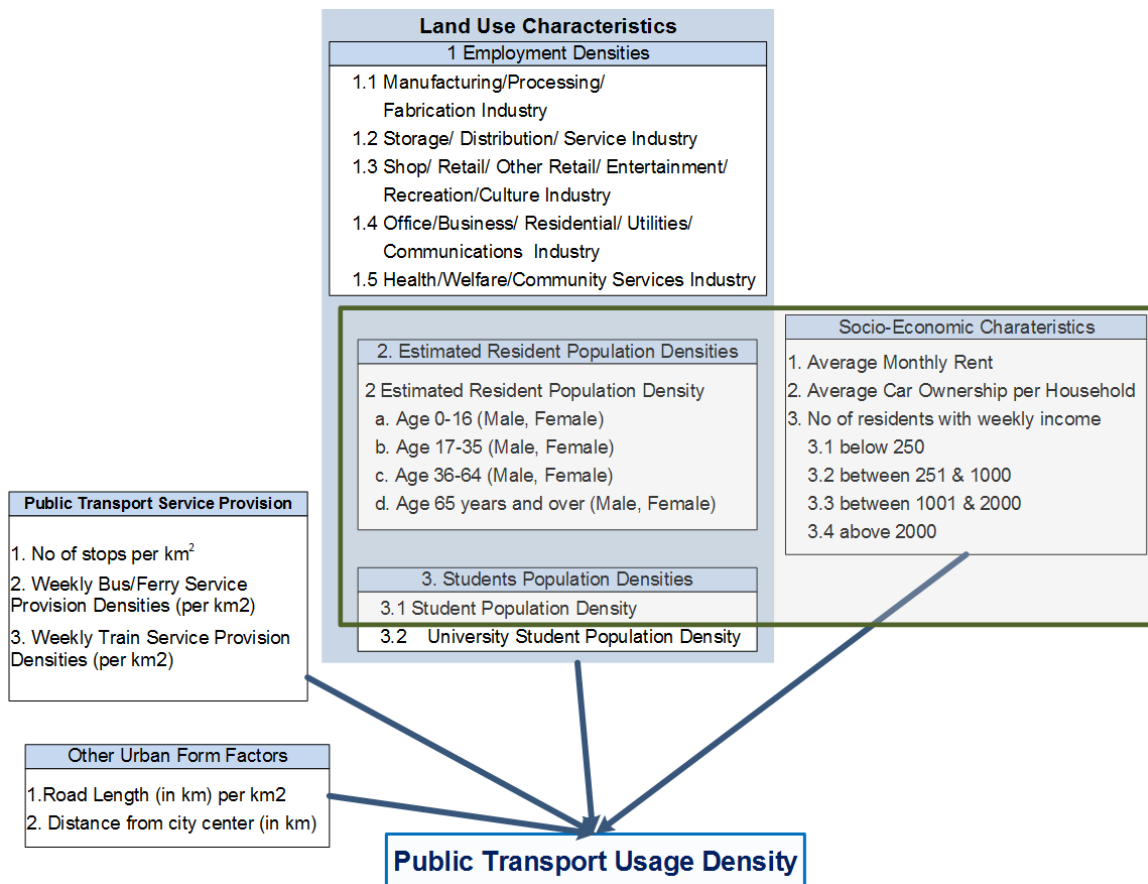 Land Use Characteristics
1 Employment Densities
1.1 Manufacturing/Processing/
Fabrication Industry
1.2 Storage/ Distribution/ Service Industry
1.3 Shop/ Retail/ Other Retail/ Entertainment/
Recreation/Culture Industry
1.4 Office/Business/ Residential/ Utilities/
Communications Industry
1.5 Health/Welfare/Community Services Industry
2. Estimated Resident Population Densities
2 Estimated Resident Population Density
a. Age 0-16 (Male, Female)
b. Age 17-35 (Male, Female)
c. Age 36-64 (Male, Female)
d. Age 65 years and over (Male, Female)
3. Students Population Densities
3.1 Student Population Density
3.2 University Student Population Density
Socio-Economic Charateristics
1. Average Monthly Rent
2. Average Car Ownership per Household
3. No of residents with weekly income
3.1 below 250
3.2 between 251 & 1000
3.3 between 1001 & 2000
3.4 above 2000
Public Transport Service Provision
1. No of stops per km²
2. Weekly Bus/Ferry Service
Provision Densities (per km2)
3. Weekly Train Service Provision
Densities (per km2)
Other Urban Form Factors
1.Road Length (in km) per km2
2. Distance from city center (in km)
Public Transport Usage Density